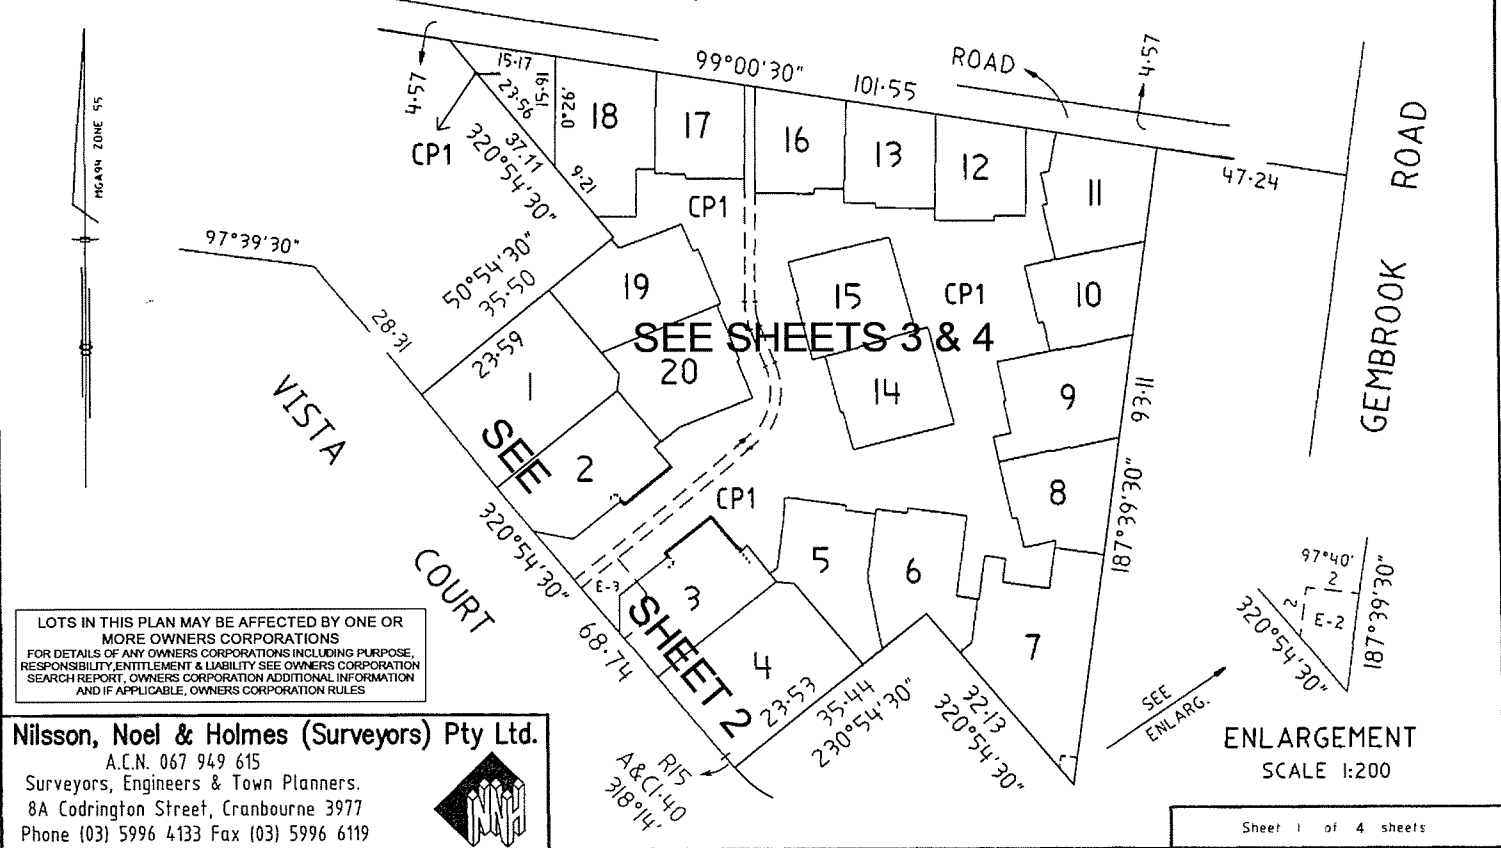 MGA94 ZONE 55
4·57
15·17
99°00'30"
101·55
ROAD
4·57
47·24
GEMBROOK ROAD
23·56
15·91
92°0'
37·11
320°54'30"
9·21
CP1
18
17
16
13
12
11
CP1
97°39'30"
50°54'30"
35·50
28·31
23·59
19
15
CP1
10
SEE SHEETS 3 & 4
20
14
9
93·11
187°39'30"
1
2
SEE
SHEET 2
8
CP1
VISTA
COURT
320°54'30"
68·74
E-3
3
4
5
6
7
23·53
35·44
230°54'30"
32·13
320°54'30"
R15
A&C1·40
318°14'
97°40'
2
2
E-2
187°39'30"
320°54'30"
SEE
ENLARG.
ENLARGEMENT
SCALE 1:200
LOTS IN THIS PLAN MAY BE AFFECTED BY ONE OR
MORE OWNERS CORPORATIONS
FOR DETAILS OF ANY OWNERS CORPORATIONS INCLUDING PURPOSE,
RESPONSIBILITY,ENTITLEMENT & LIABILITY SEE OWNERS CORPORATION
SEARCH REPORT, OWNERS CORPORATION ADDITIONAL INFORMATION
AND IF APPLICABLE, OWNERS CORPORATION RULES
Nilsson, Noel & Holmes (Surveyors) Pty Ltd.
A.C.N. 067 949 615
Surveyors, Engineers & Town Planners.
8A Codrington Street, Cranbourne 3977
Phone (03) 5996 4133 Fax (03) 5996 6119
NNH
Sheet 1 of 4 sheets